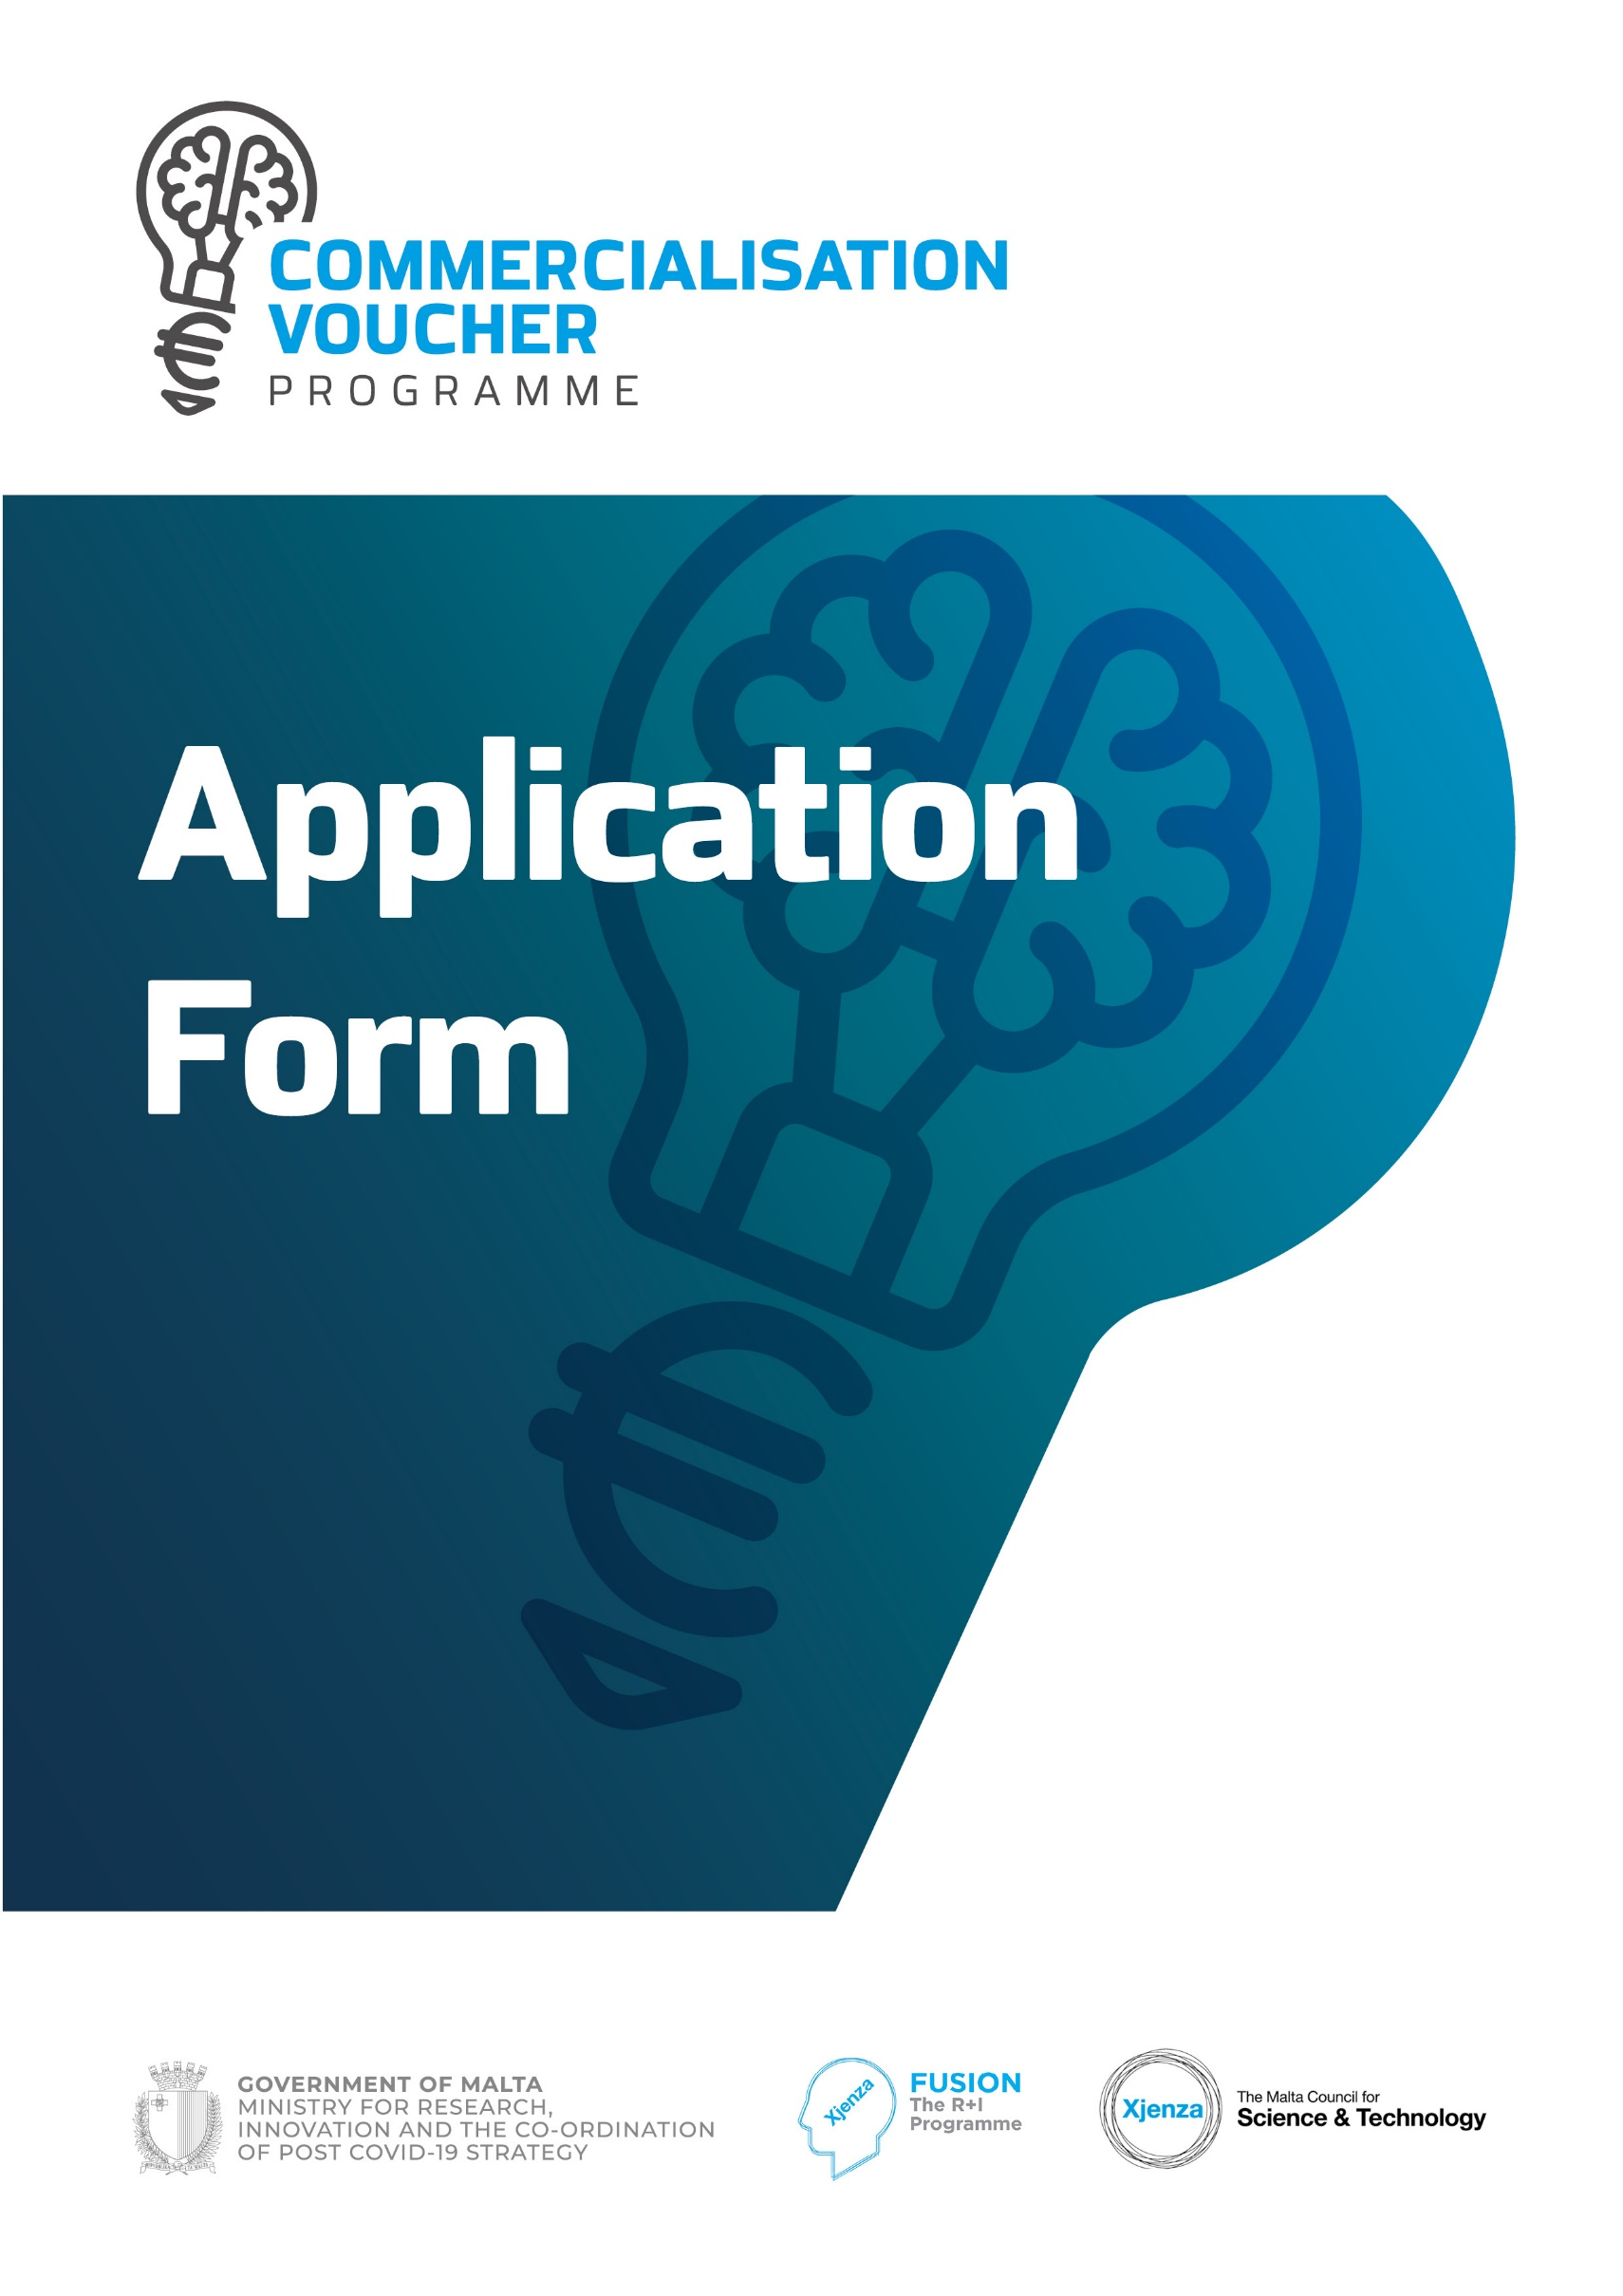 COMMERCIALISATION
VOUCHER
PROGRAMME
Application
Form
GOVERNMENT OF MALTA
MINISTRY FOR RESEARCH,
INNOVATION AND THE CO-ORDINATION
OF POST COVID-19 STRATEGY
Xjenza
FUSION
The R+I
Programme
Xjenza
The Malta Council for
Science & Technology